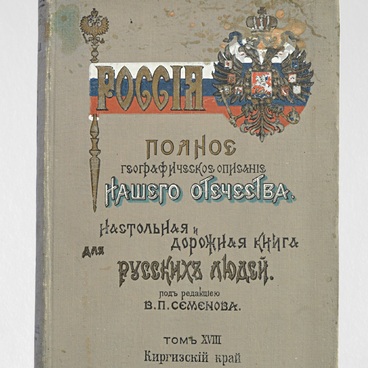 РОССІЯ
ПОЛНОЕ
ГЕОГРАФИЧЕСКОЕ ОПИСАНІЕ
НАШЕГО ОТЕЧЕСТВА.
НАСТОЛЬНАЯ И
ДЛЯ ДОРОЖНАЯ КНИГА
РУССКИХЪ ЛЮДЕЙ.
ПОДЪ РЕДАКЦІЕЮ
В. П. СЕМЕНОВА.
ТОМЪ XVIII
Киргизскій край